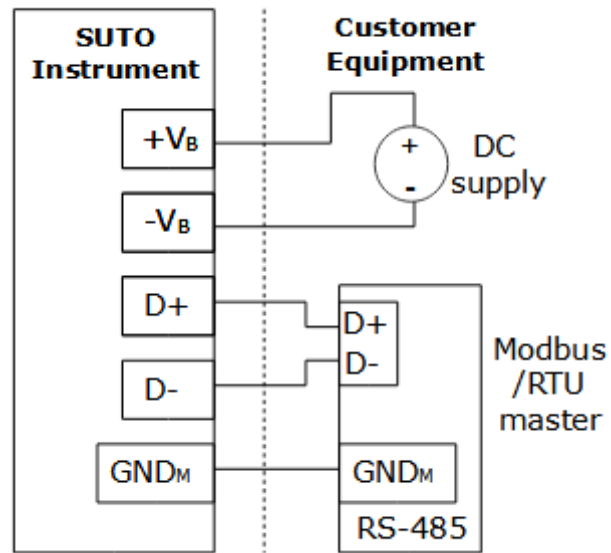 SUTO
Instrument
Customer
Equipment
+VB
-VB
D+
D-
GNDM
+
-
DC
supply
D+
D-
GNDM
RS-485
Modbus
/RTU
master